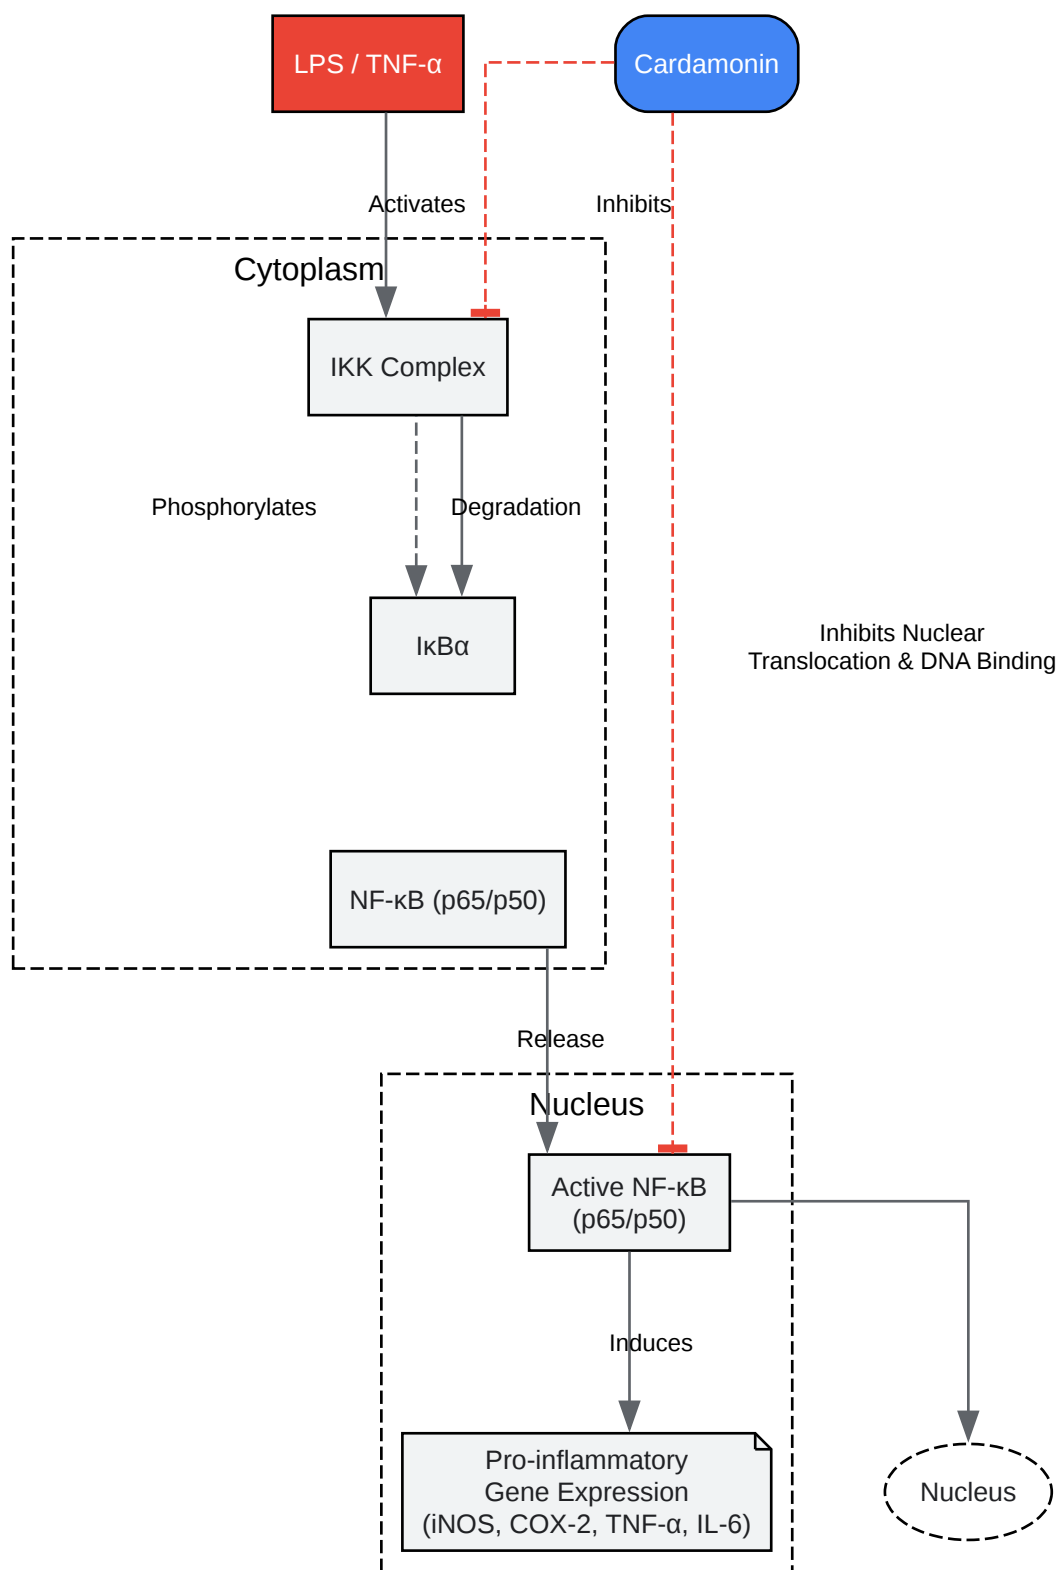 LPS / TNF-α
Cardamonin
Activates
Inhibits
Cytoplasm
IKK Complex
Phosphorylates
Degradation
IκBα
Inhibits Nuclear
Translocation & DNA Binding
NF-κB (p65/p50)
Release
Nucleus
Active NF-κB
(p65/p50)
Induces
Pro-inflammatory
Gene Expression
(iNOS, COX-2, TNF-α, IL-6)
Nucleus